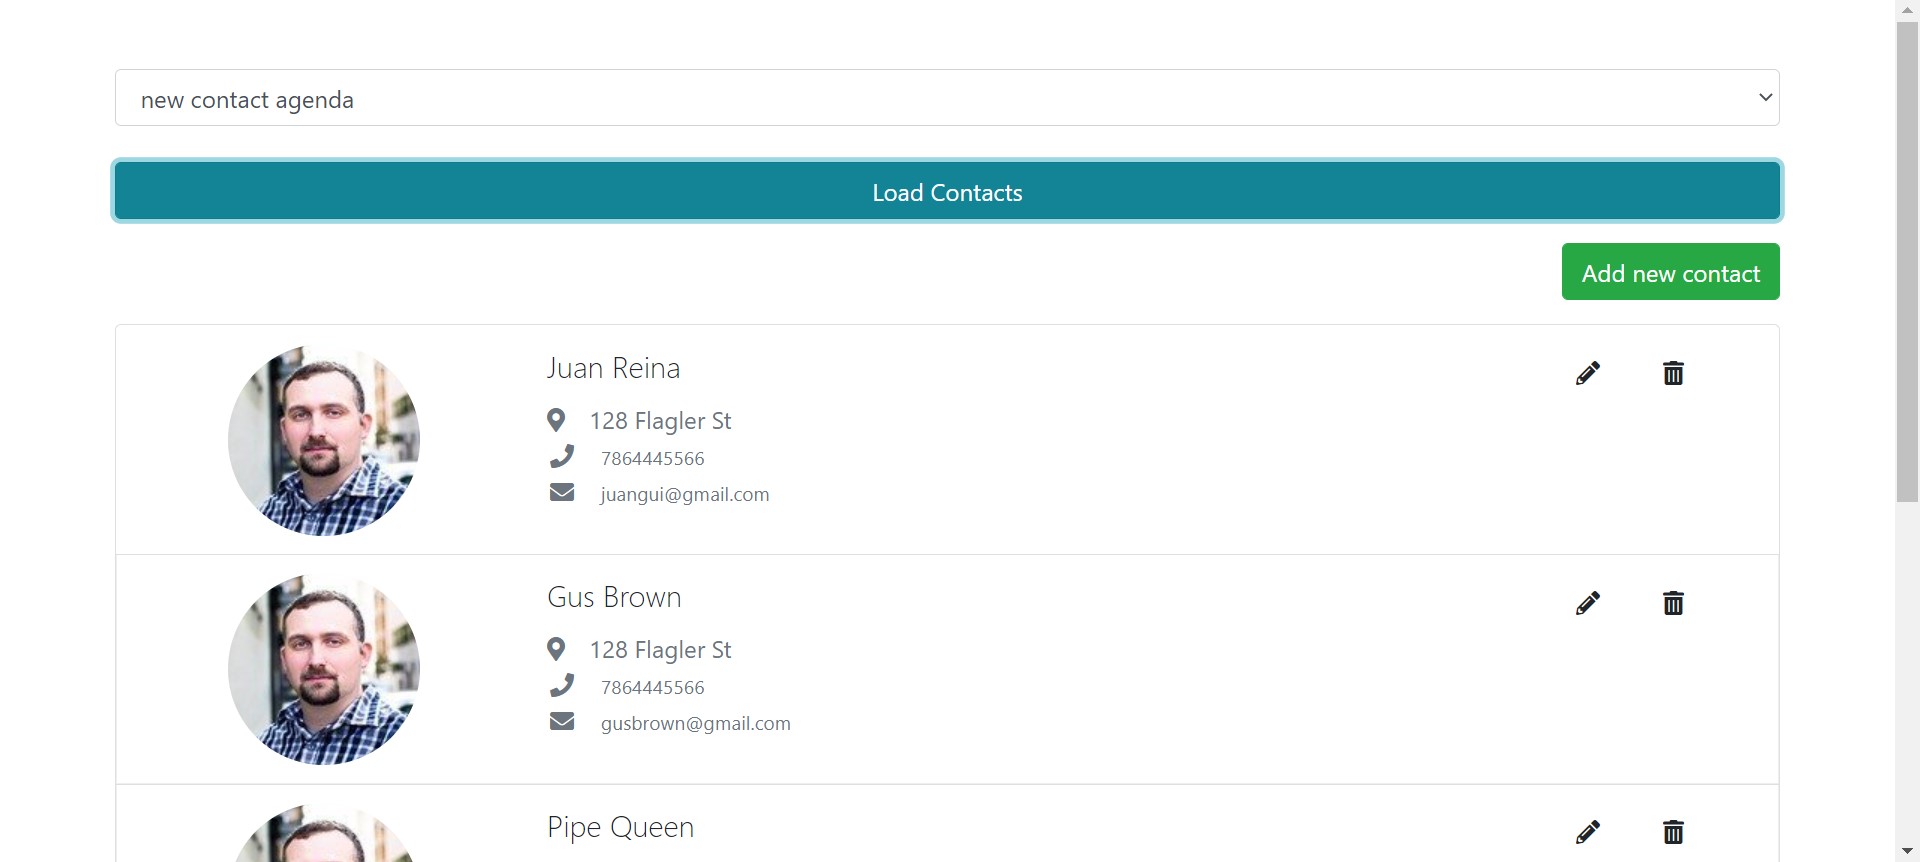 new contact agenda
Load Contacts
Add new contact
Juan Reina
128 Flagler St
7864445566
juangui@gmail.com
Gus Brown
128 Flagler St
7864445566
gusbrown@gmail.com
Pipe Queen